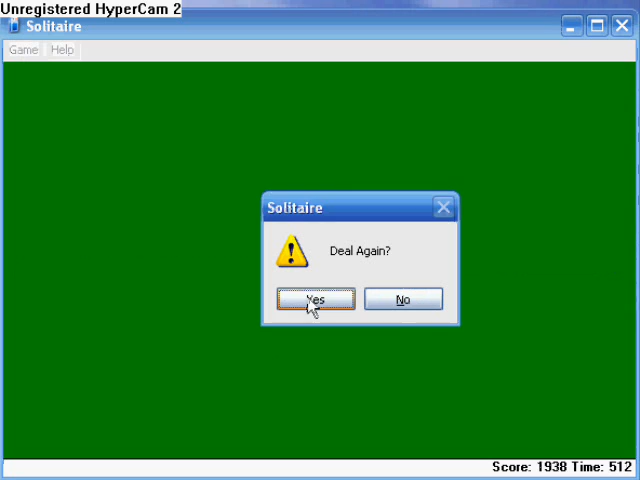 Unregistered HyperCam 2
Solitaire
Game Help
Solitaire
Deal Again?
Yes No
Score: 1938 Time: 512